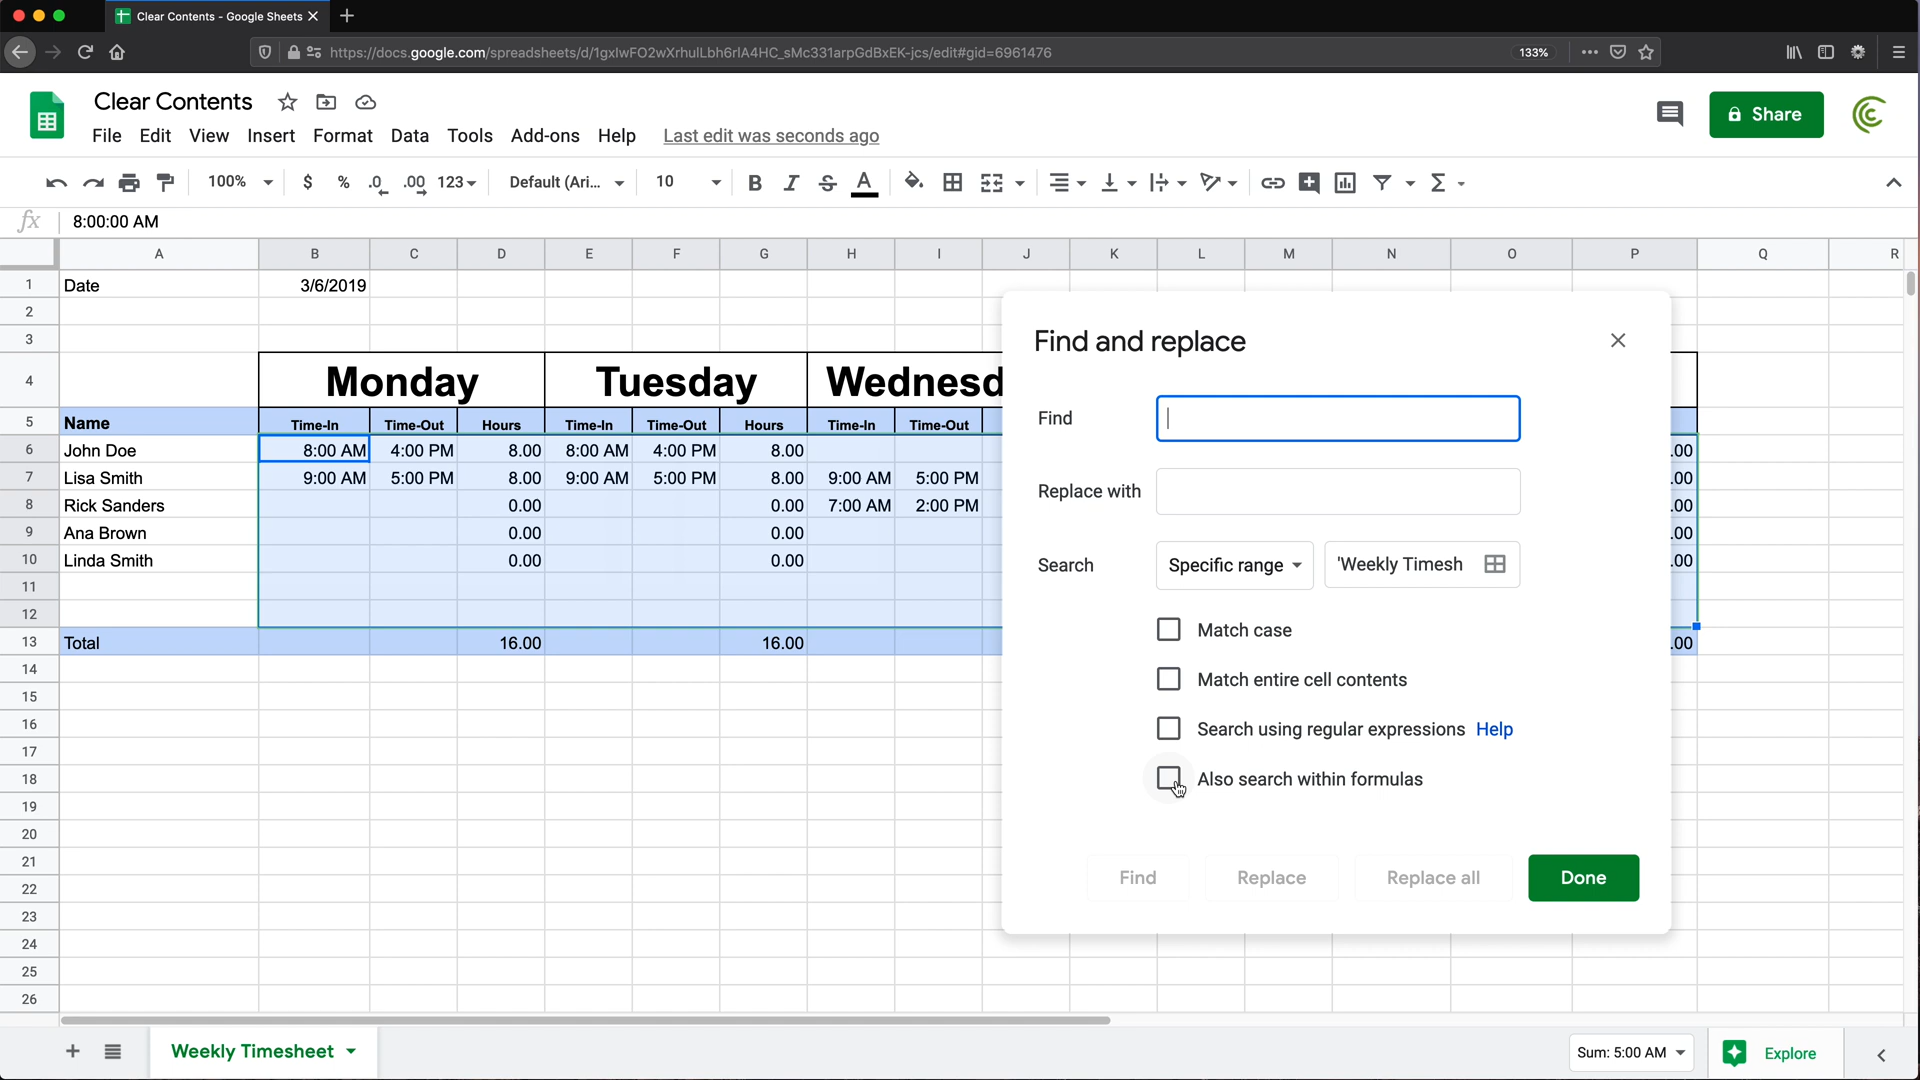 Clear Contents - Google Sheets
https://docs.google.com/spreadsheets/d/1gxlwFO2wXrhulLbh6rlA4HC_sMc331arpGdBxEK-jcs/edit#gid=6961476 133%
Clear Contents
File Edit View Insert Format Data Tools Add-ons Help Last edit was seconds ago
Share
100% $ % .0 .00 123 Default (Ari... 10 B I S A
fx 8:00:00 AM
A B C D E F G H I J K L M N O P Q R
1 Date 3/6/2019
2
3
4 Monday Tuesday Wednesd
5 Name Time-In Time-Out Hours Time-In Time-Out Hours Time-In Time-Out
6 John Doe 8:00 AM 4:00 PM 8.00 8:00 AM 4:00 PM 8.00 .00
7 Lisa Smith 9:00 AM 5:00 PM 8.00 9:00 AM 5:00 PM 8.00 9:00 AM 5:00 PM .00
8 Rick Sanders 0.00 0.00 7:00 AM 2:00 PM .00
9 Ana Brown 0.00 0.00 .00
10 Linda Smith 0.00 0.00 .00
11
12
13 Total 16.00 16.00 .00
14
15
16
17
18
19
20
21
22
23
24
25
26
Find and replace
Find
Replace with
Search Specific range 'Weekly Timesh
Match case
Match entire cell contents
Search using regular expressions Help
Also search within formulas
Find Replace Replace all Done
Weekly Timesheet Sum: 5:00 AM Explore